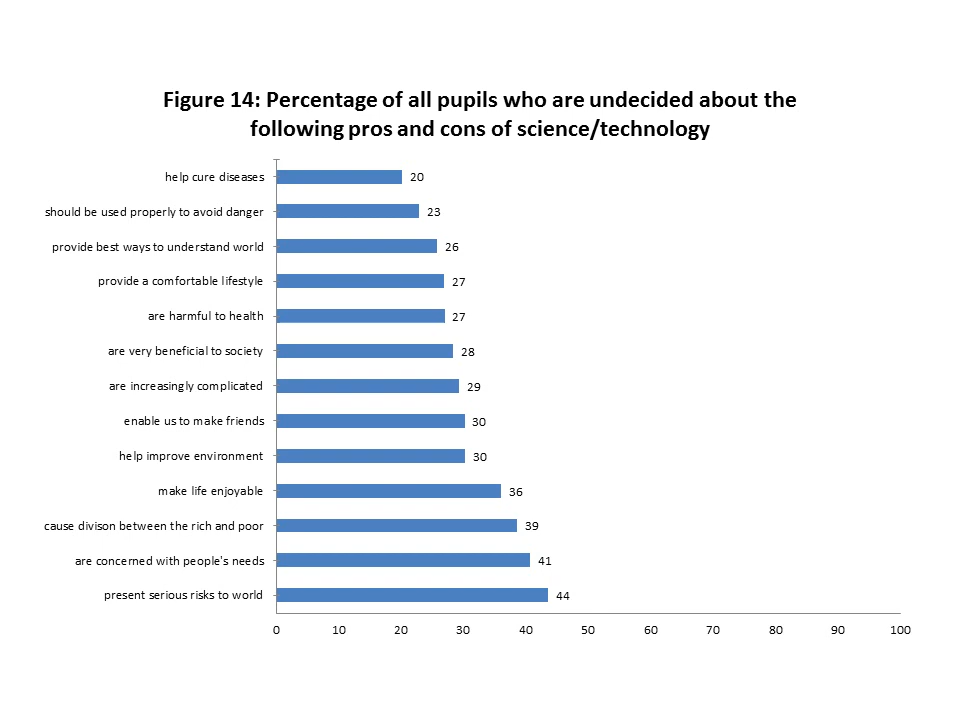 Figure 14: Percentage of all pupils who are undecided about the
following pros and cons of science/technology
help cure diseases 20
should be used properly to avoid danger 23
provide best ways to understand world 26
provide a comfortable lifestyle 27
are harmful to health 27
are very beneficial to society 28
are increasingly complicated 29
enable us to make friends 30
help improve environment 30
make life enjoyable 36
cause divison between the rich and poor 39
are concerned with people's needs 41
present serious risks to world 44
0 10 20 30 40 50 60 70 80 90 100